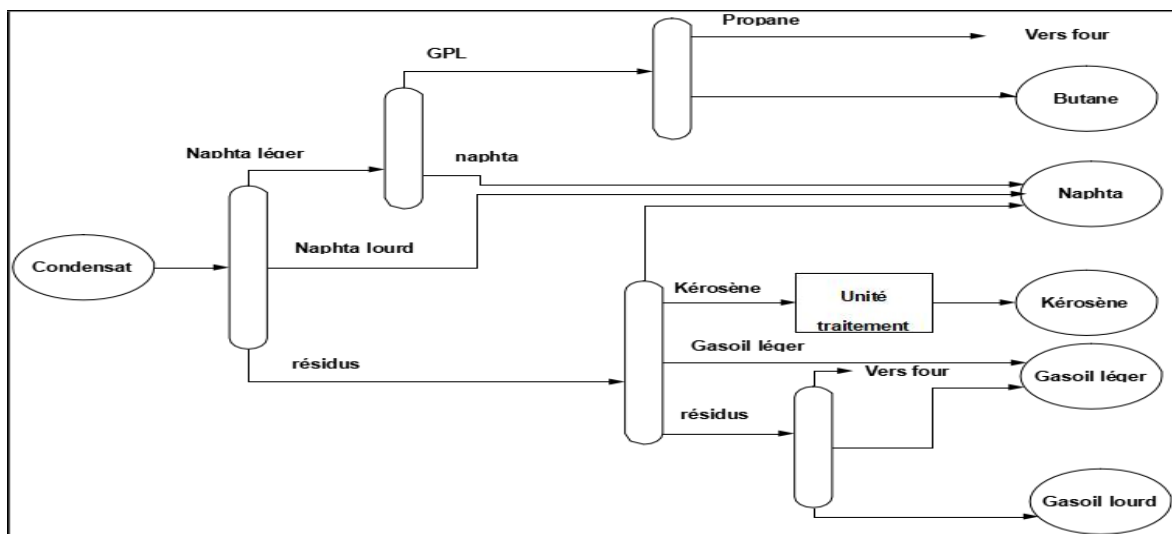 Propane
Vers four
GPL
Butane
Naphta léger
naphta
Naphta
Naphta lourd
Condensat
Kérosène
Unité
traitement
Kérosène
Gasoil léger
Vers four
Gasoil léger
résidus
résidus
Gasoil lourd